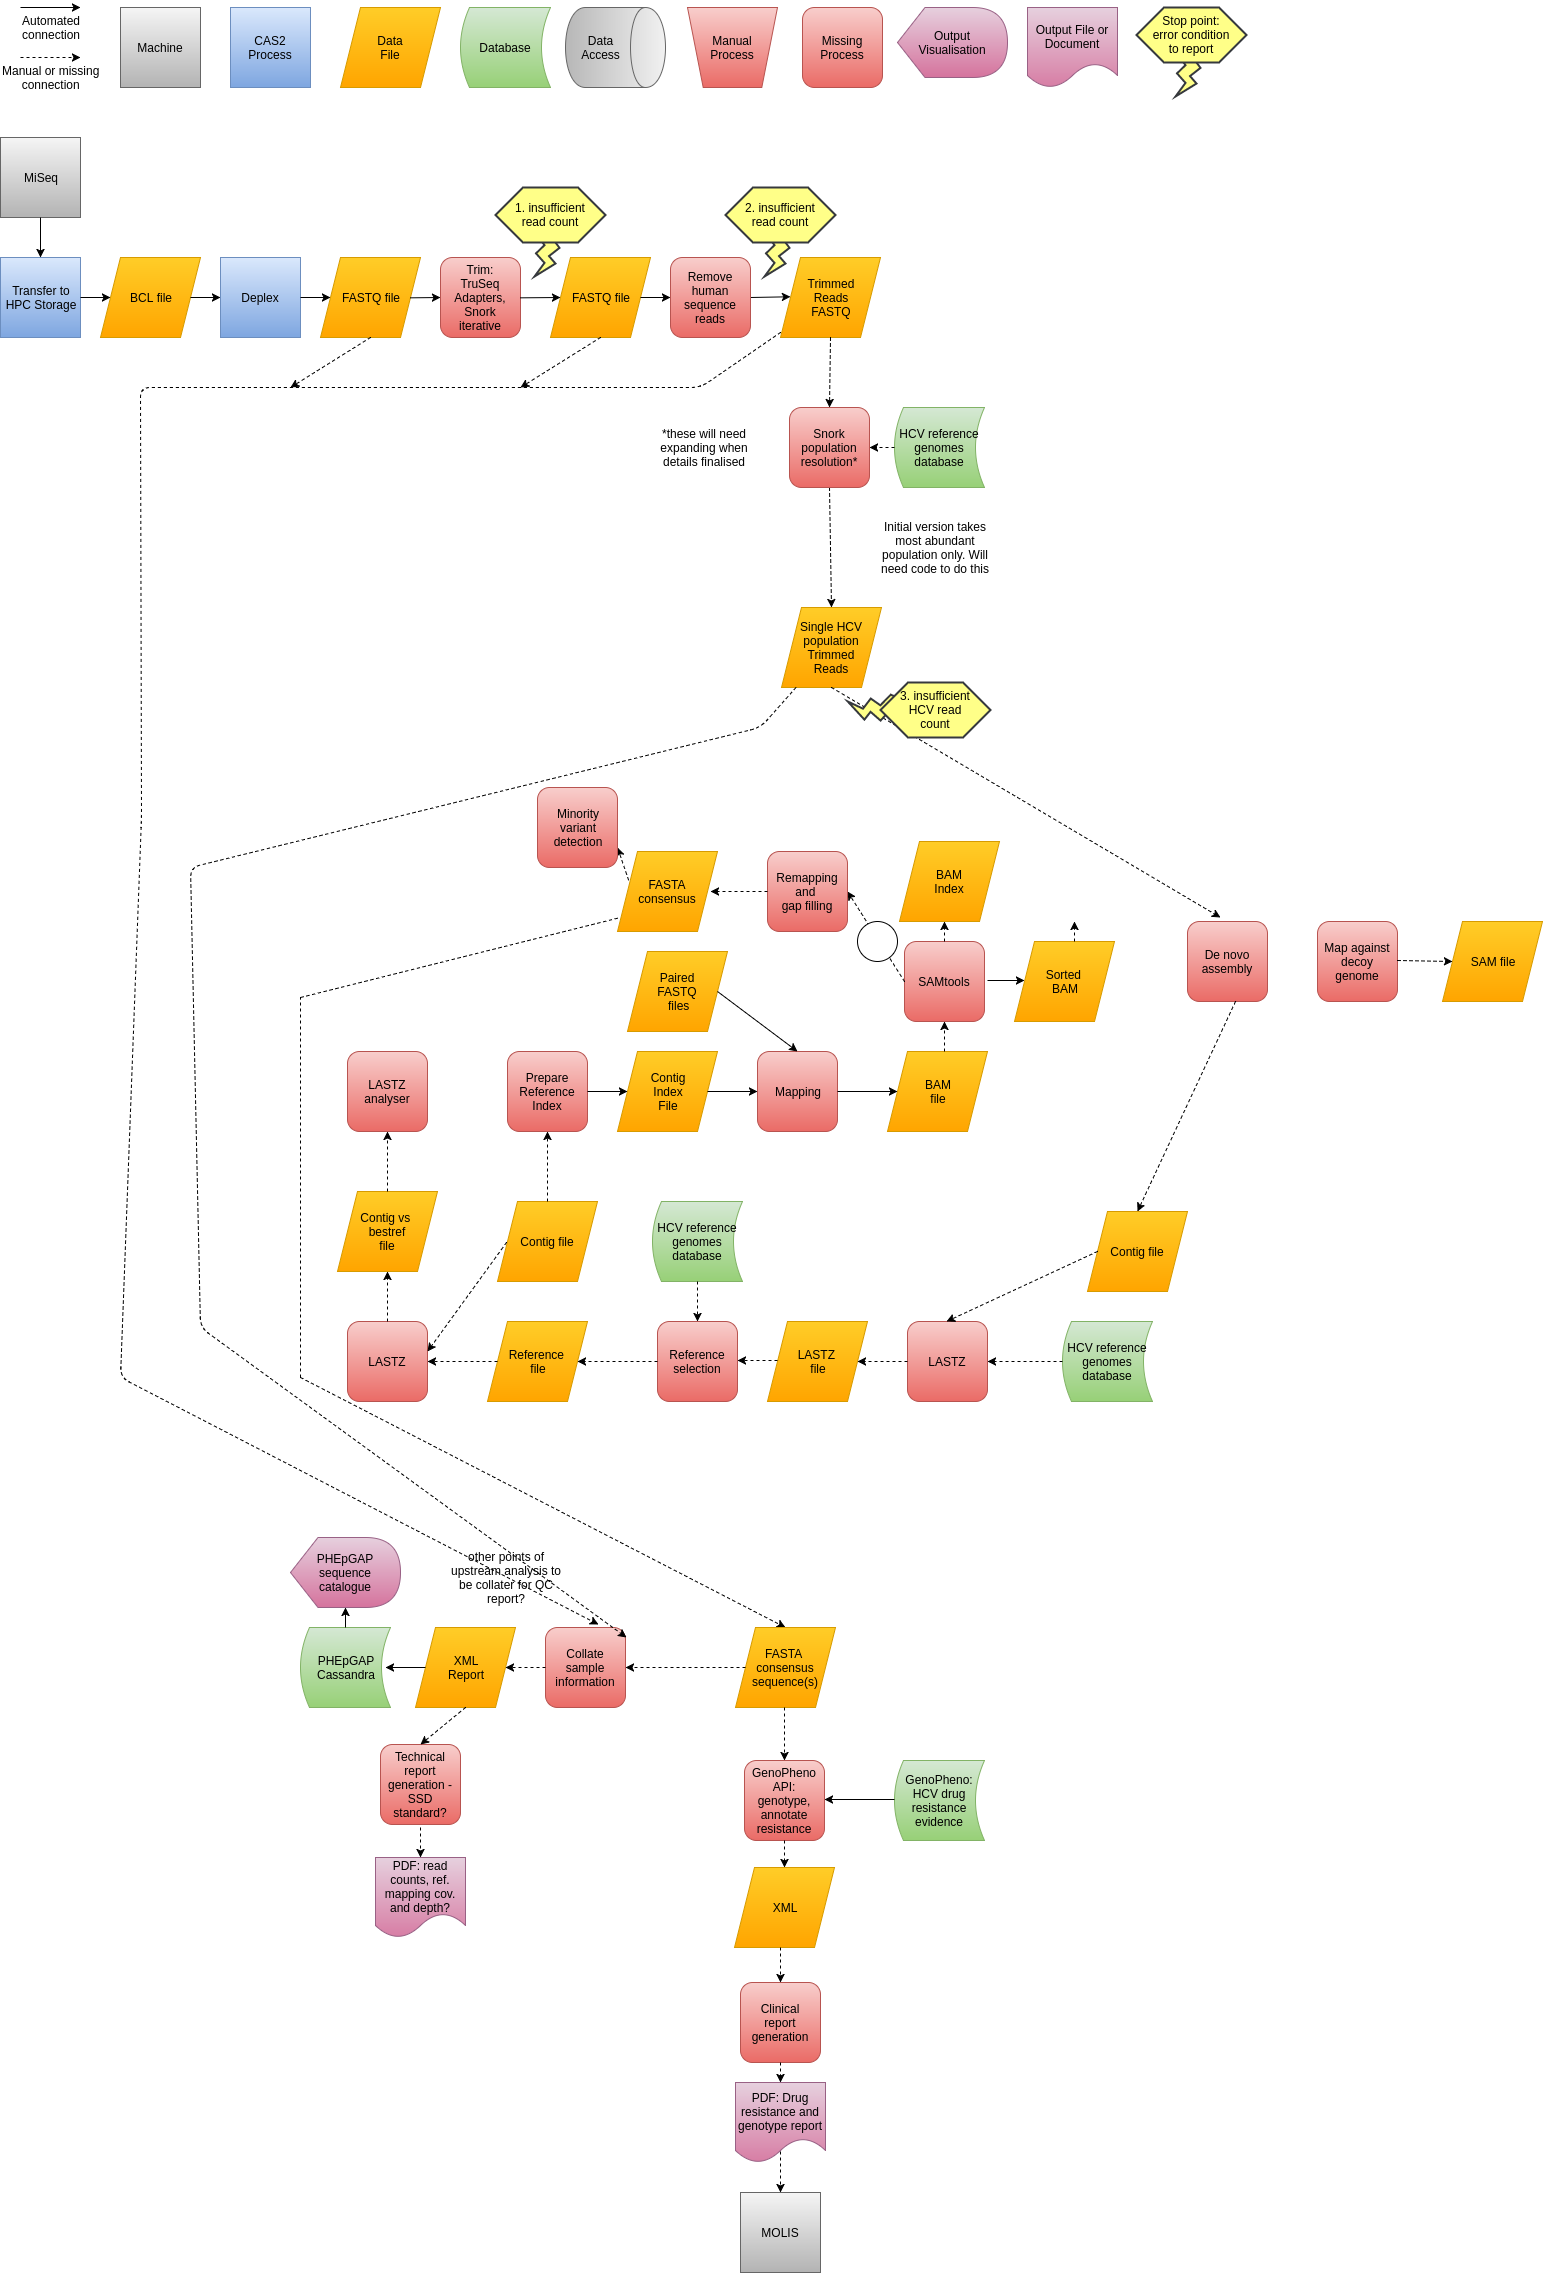 Automated
connection
Manual or missing
connection
Machine
CAS2
Process
Data
File
Database
Data
Access
Manual
Process
Missing
Process
Output
Visualisation
Output File or
Document
Stop point:
error condition
to report
MiSeq
1. insufficient
read count
2. insufficient
read count
Transfer to
HPC Storage
BCL file
Deplex
FASTQ file
Trim:
TruSeq
Adapters,
Snork
iterative
FASTQ file
Remove
human
sequence
reads
Trimmed
Reads
FASTQ
*these will need
expanding when
details finalised
Snork
population
resolution*
HCV reference
genomes
database
Initial version takes
most abundant
population only. Will
need code to do this
Single HCV
population
Trimmed
Reads
3. insufficient
HCV read
count
Minority
variant
detection
FASTA
consensus
Remapping
and
gap filling
BAM
Index
Paired
FASTQ
files
SAMtools
Sorted
BAM
De novo
assembly
Map against
decoy
genome
SAM file
LASTZ
analyser
Prepare
Reference
Index
Contig
Index
File
Mapping
BAM
file
Contig vs
bestref
file
Contig file
HCV reference
genomes
database
Contig file
LASTZ
Reference
file
Reference
selection
LASTZ
file
LASTZ
HCV reference
genomes
database
PHEpGAP
sequence
catalogue
other points of
upstream analysis to
be collater for QC
report?
PHEpGAP
Cassandra
XML
Report
Collate
sample
information
FASTA
consensus
sequence(s)
Technical
report
generation -
SSD
standard?
GenoPheno
API:
genotype,
annotate
resistance
GenoPheno:
HCV drug
resistance
evidence
PDF: read
counts, ref.
mapping cov.
and depth?
XML
Clinical
report
generation
PDF: Drug
resistance and
genotype report
MOLIS